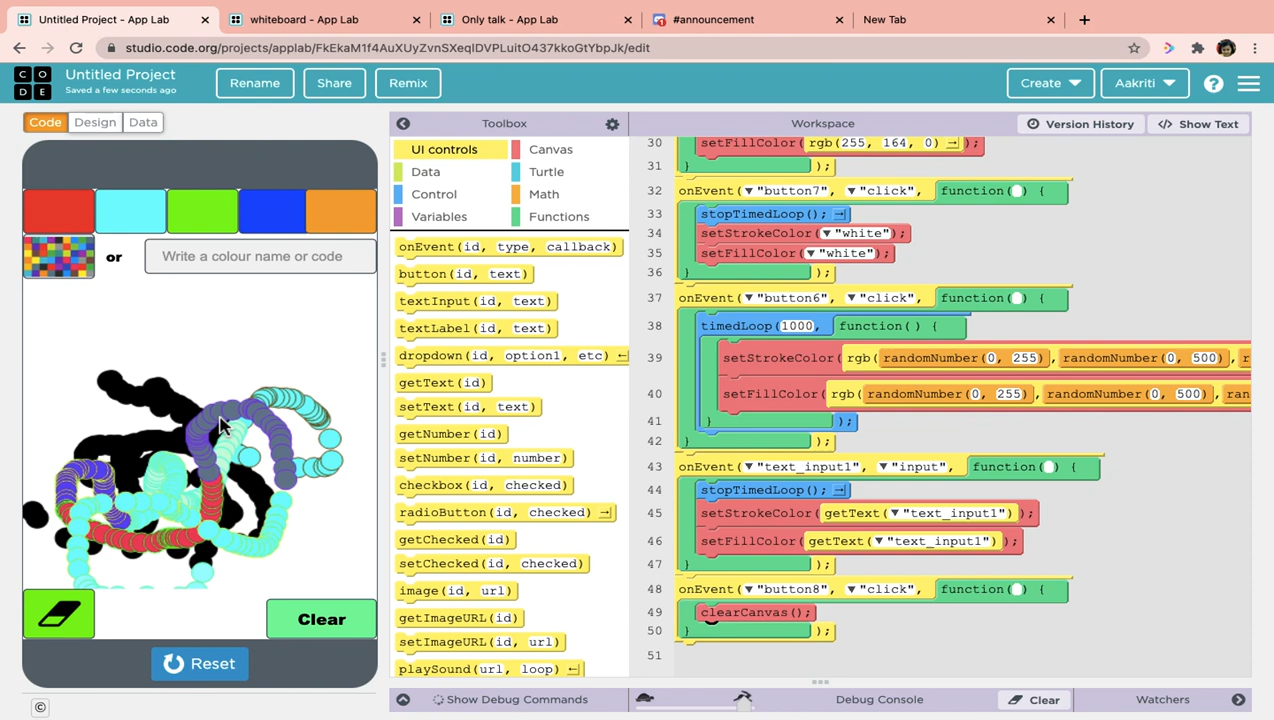 Untitled Project - App Lab
whiteboard - App Lab
Only talk - App Lab
#announcement
New Tab
studio.code.org/projects/applab/FkEkaM1f4AuXUyZvnSXeqlDVPLuitO437kkoGtYbpJk/edit
C O D E
Untitled Project
Saved a few seconds ago
Rename
Share
Remix
Create
Aakriti
?
Code
Design
Data
or
Write a colour name or code
Clear
Reset
©
Toolbox
UI controls
Canvas
Data
Turtle
Control
Math
Variables
Functions
onEvent(id, type, callback)
button(id, text)
textInput(id, text)
textLabel(id, text)
dropdown(id, option1, etc)
getText(id)
setText(id, text)
getNumber(id)
setNumber(id, number)
checkbox(id, checked)
radioButton(id, checked)
getChecked(id)
setChecked(id, checked)
image(id, url)
getImageURL(id)
setImageURL(id, url)
playSound(url, loop)
Workspace
Version History
</> Show Text
30 setFillColor(rgb(255, 164, 0));
31 });
32 onEvent("button7", "click", function() {
33 stopTimedLoop();
34 setStrokeColor("white");
35 setFillColor("white");
36 });
37 onEvent("button6", "click", function() {
38 timedLoop(1000, function() {
39 setStrokeColor(rgb(randomNumber(0, 255), randomNumber(0, 500), r
40 setFillColor(rgb(randomNumber(0, 255), randomNumber(0, 500), ran
41 });
42 });
43 onEvent("text_input1", "input", function() {
44 stopTimedLoop();
45 setStrokeColor(getText("text_input1"));
46 setFillColor(getText("text_input1"));
47 });
48 onEvent("button8", "click", function() {
49 clearCanvas();
50 });
51
Show Debug Commands
Debug Console
Clear
Watchers